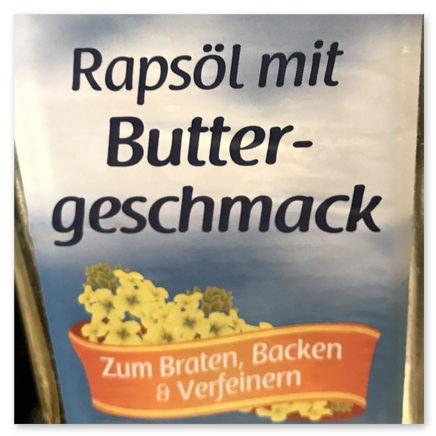 Rapsöl mit
Butter-
geschmack
Zum Braten, Backen
& Verfeinern